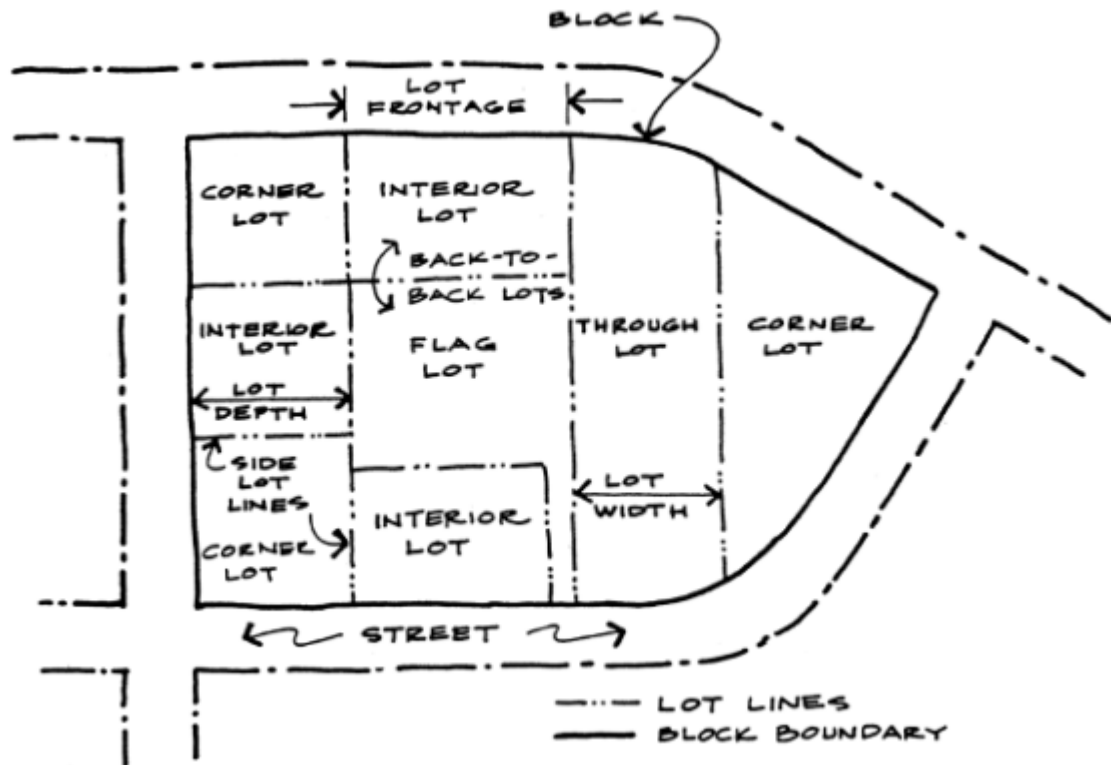 BLOCK
LOT
FRONTAGE
CORNER
LOT
INTERIOR
LOT
BACK-TO-
BACK LOTS
INTERIOR
LOT
FLAG
LOT
THROUGH
LOT
CORNER
LOT
LOT
DEPTH
SIDE
LOT
LINES
LOT
WIDTH
INTERIOR
LOT
CORNER
LOT
STREET
LOT LINES
BLOCK BOUNDARY